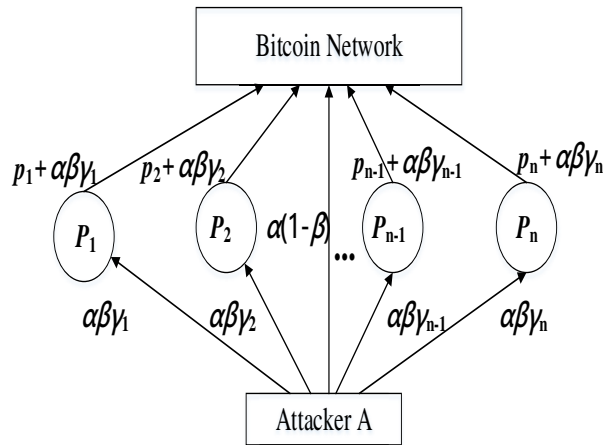 Bitcoin Network
p₁+αβγ₁
p₂+αβγ₂
pₙ₋₁+αβγₙ₋₁
pₙ+αβγₙ
P₁
P₂
α(1-β)
...
Pₙ₋₁
Pₙ
αβγ₁
αβγ₂
αβγₙ₋₁
αβγₙ
Attacker A